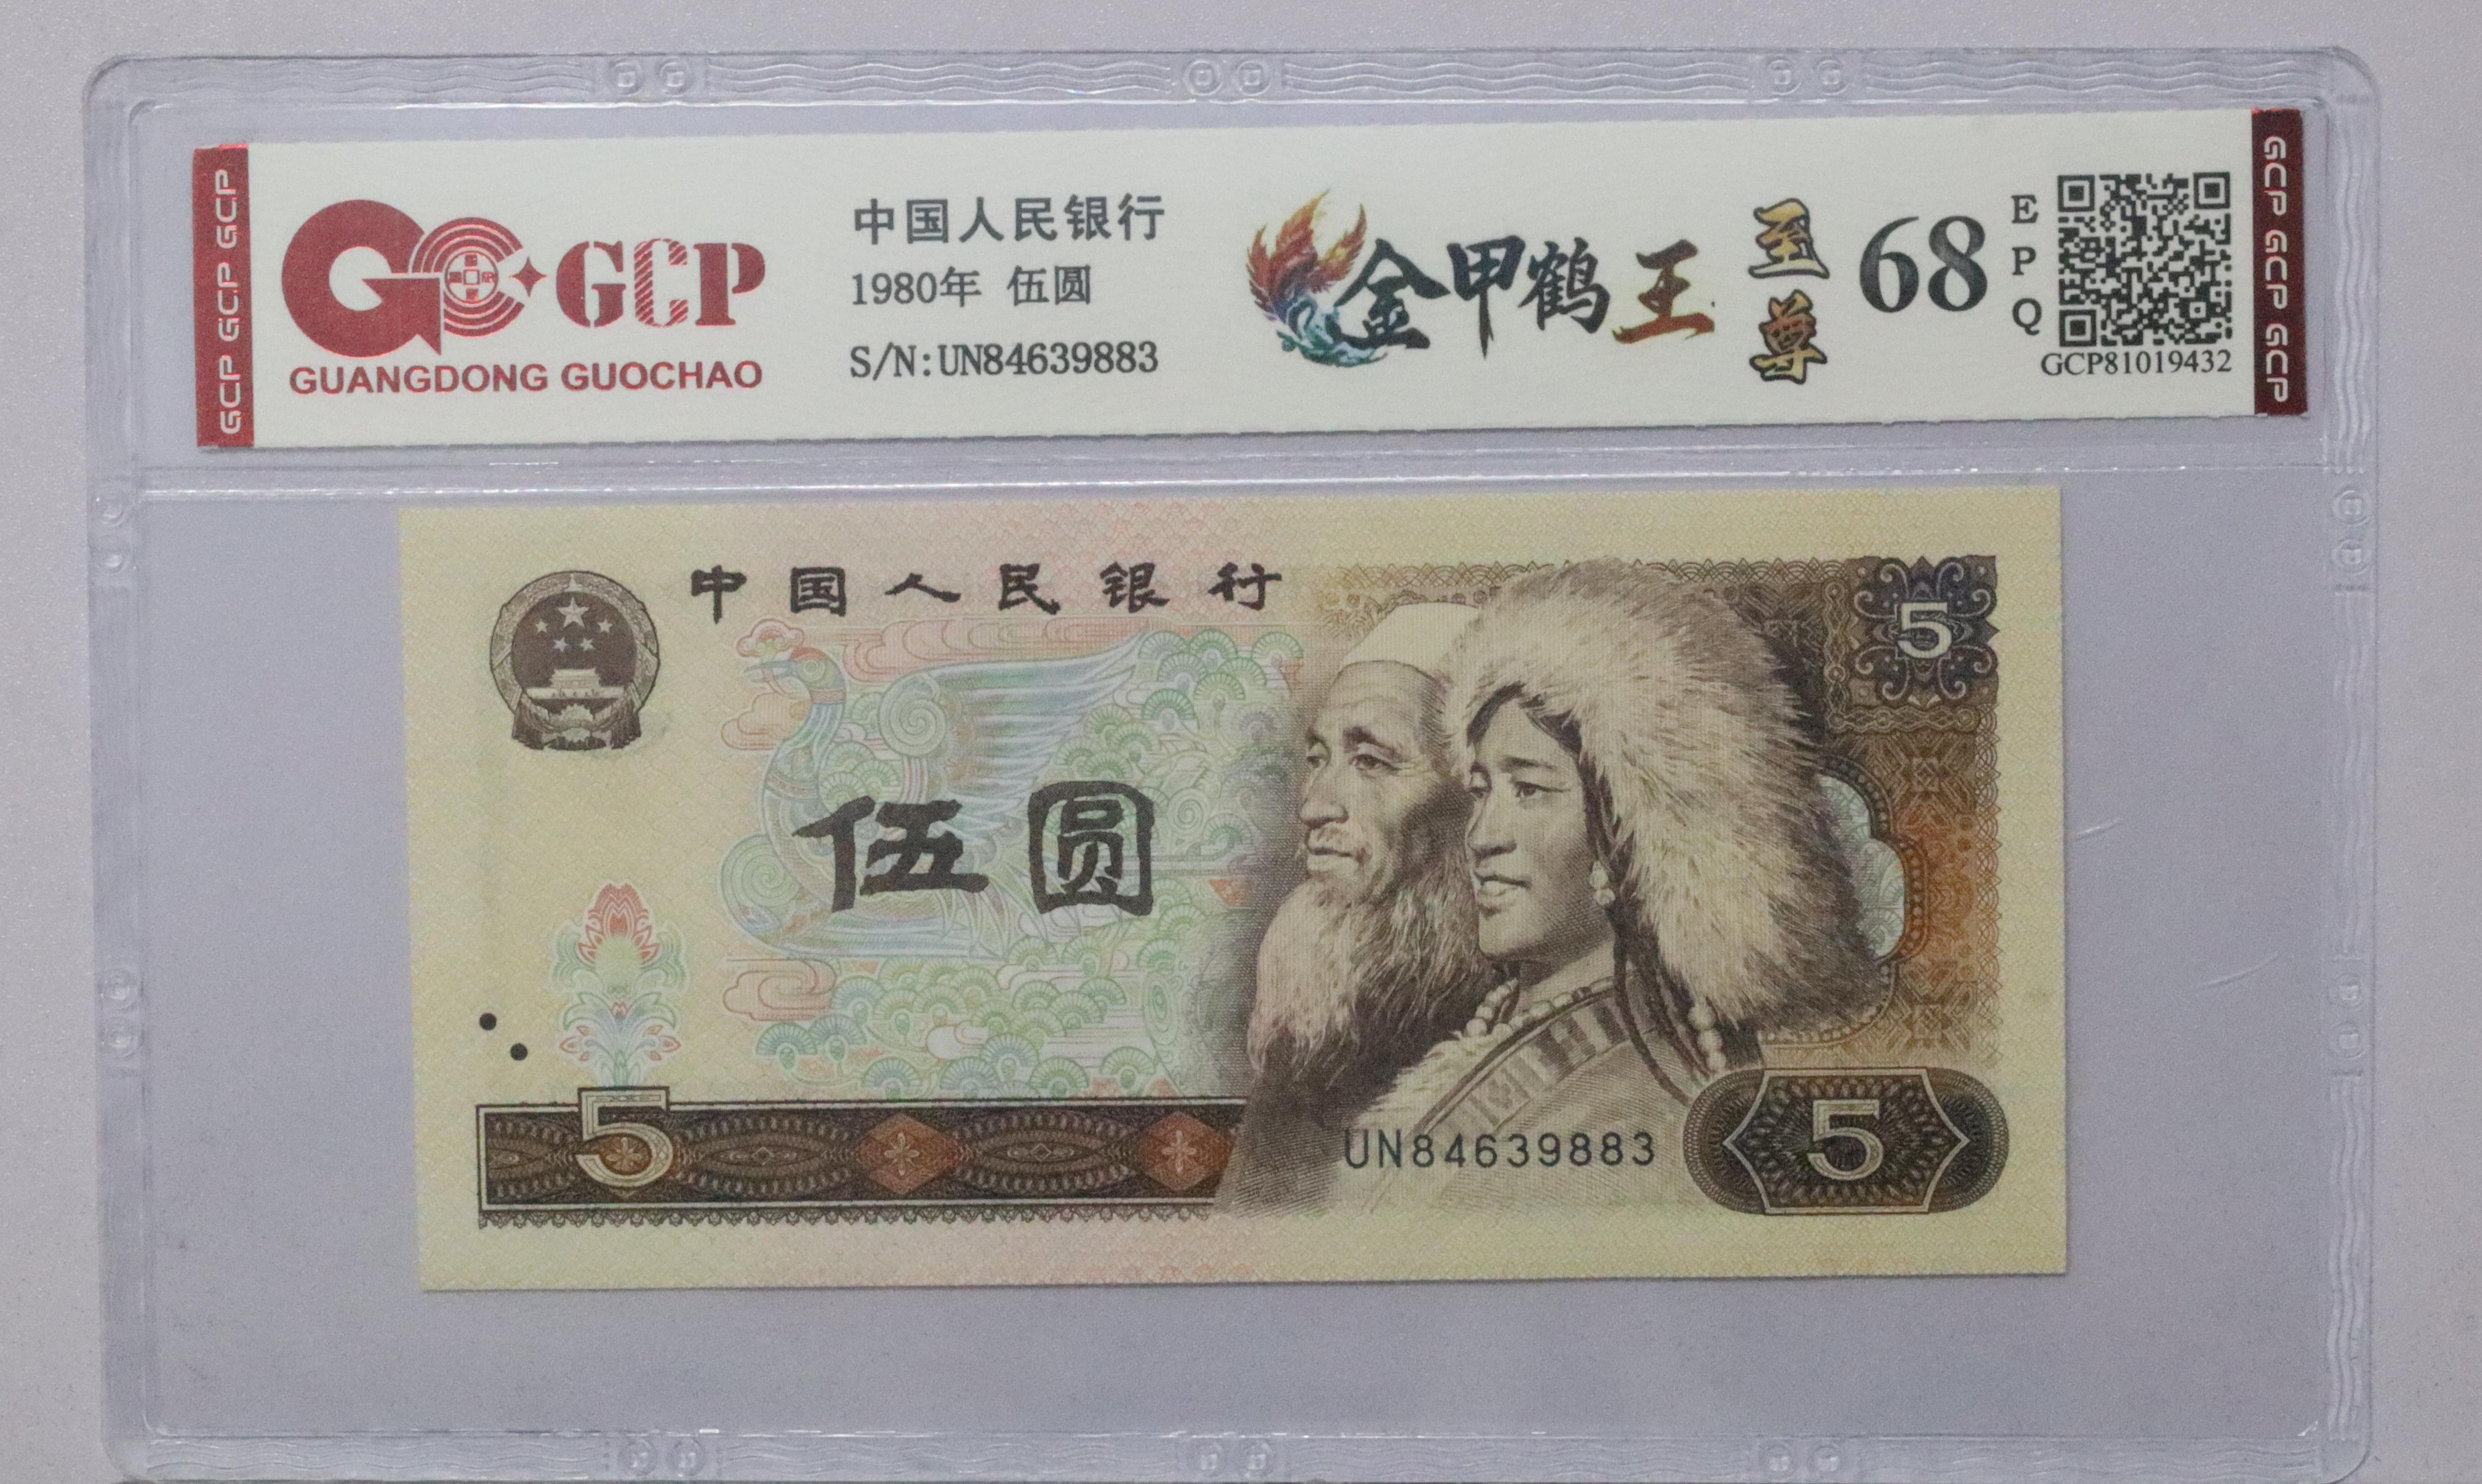 GCP GCP GCP
GCP
GUANGDONG GUOCHAO
中国人民银行
1980年 伍圆
S/N:UN84639883
金甲鹤王
至尊
68
EPQ
GCP81019432
GCP GCP GCP
中国人民银行
5
伍圆
5
UN84639883
5